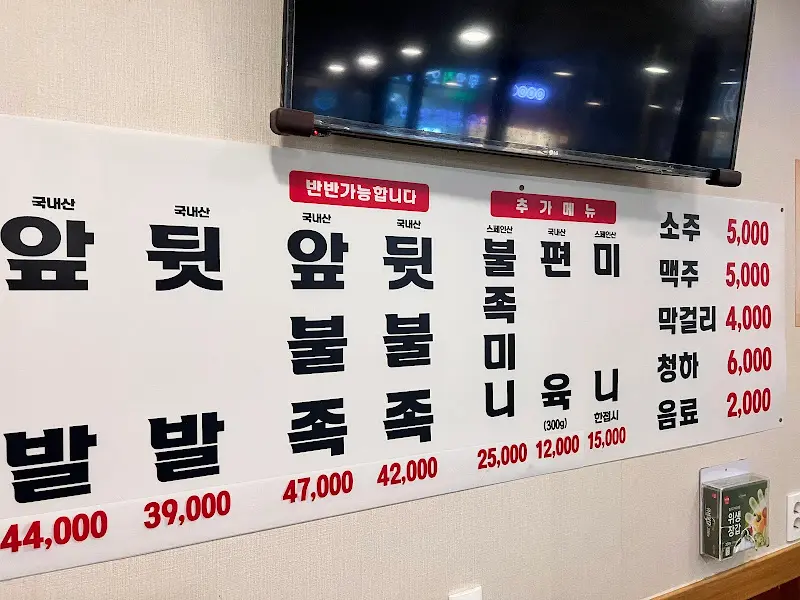 국내산
앞발
44,000
국내산
뒷발
39,000
반반가능합니다
국내산
앞불족
47,000
국내산
뒷불족
42,000
추가메뉴
스페인산
불족미니
25,000
국내산
편육
(300g)
12,000
스페인산
미니
한접시
15,000
소주 5,000
맥주 5,000
막걸리 4,000
청하 6,000
음료 2,000
위생
장갑